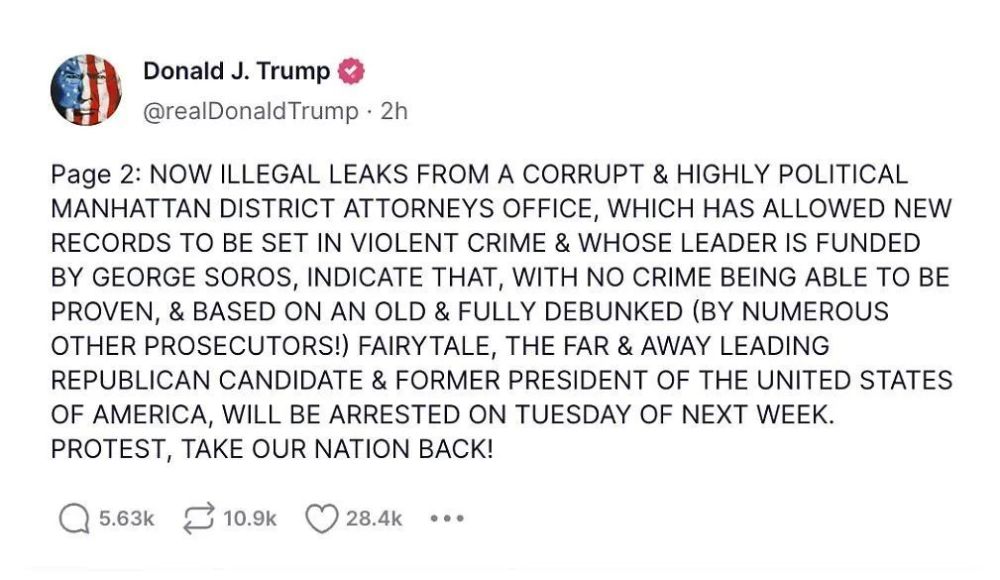 Donald J. Trump
@realDonaldTrump · 2h
Page 2: NOW ILLEGAL LEAKS FROM A CORRUPT & HIGHLY POLITICAL
MANHATTAN DISTRICT ATTORNEYS OFFICE, WHICH HAS ALLOWED NEW
RECORDS TO BE SET IN VIOLENT CRIME & WHOSE LEADER IS FUNDED
BY GEORGE SOROS, INDICATE THAT, WITH NO CRIME BEING ABLE TO BE
PROVEN, & BASED ON AN OLD & FULLY DEBUNKED (BY NUMEROUS
OTHER PROSECUTORS!) FAIRYTALE, THE FAR & AWAY LEADING
REPUBLICAN CANDIDATE & FORMER PRESIDENT OF THE UNITED STATES
OF AMERICA, WILL BE ARRESTED ON TUESDAY OF NEXT WEEK.
PROTEST, TAKE OUR NATION BACK!
5.63k 10.9k 28.4k